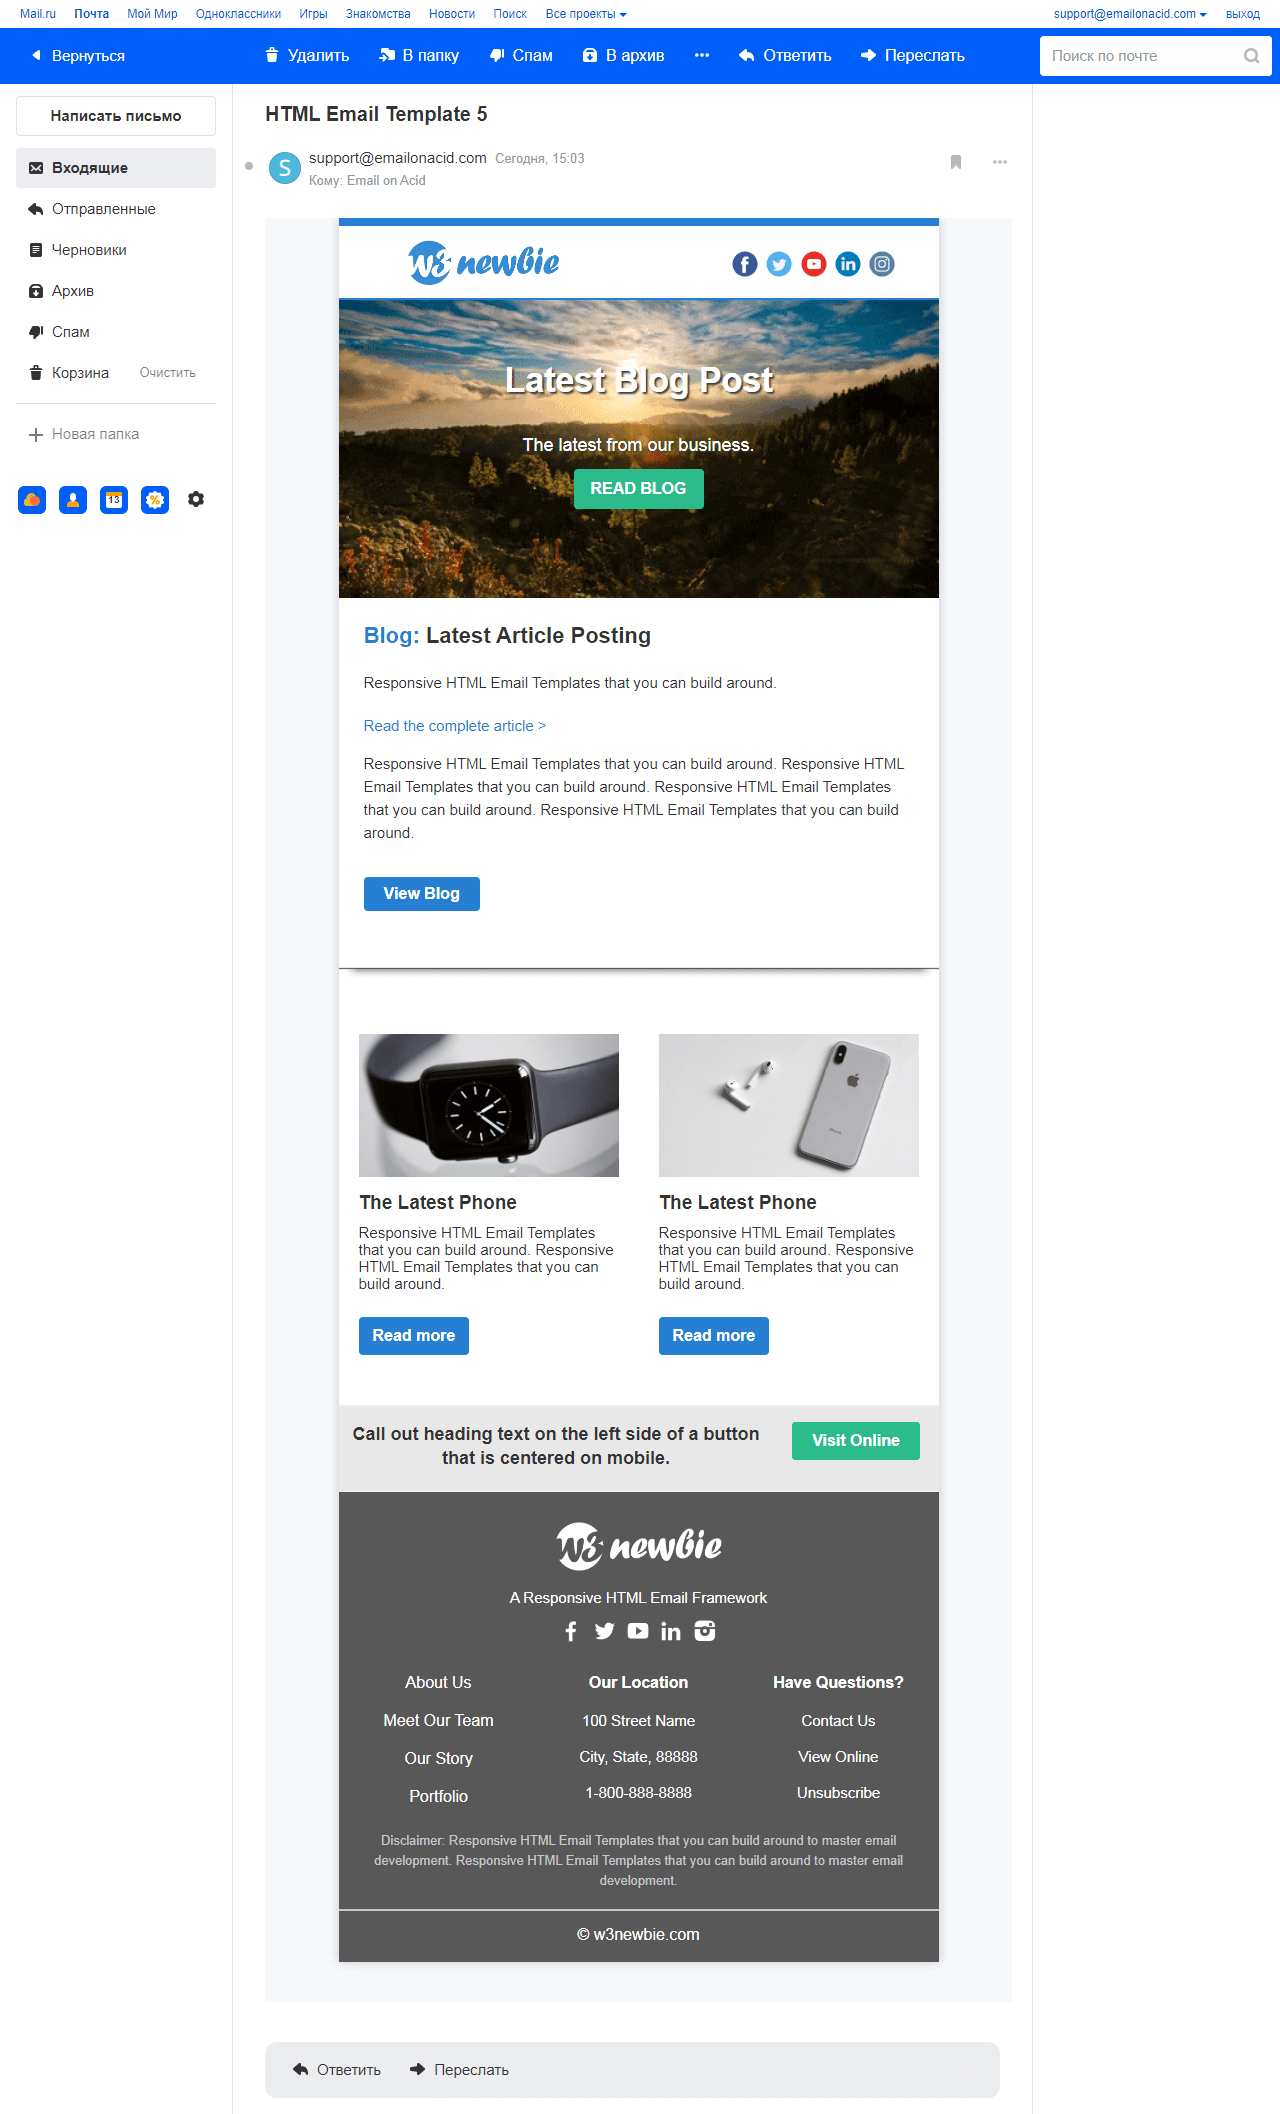 Mail.ru Почта Мой Мир Одноклассники Игры Знакомства Новости Поиск Все проекты support@emailonacid.com выход
Вернуться Удалить В папку Спам В архив Ответить Переслать Поиск по почте
Написать письмо
Входящие
Отправленные
Черновики
Архив
Спам
Корзина Очистить
Новая папка
13
HTML Email Template 5
S support@emailonacid.com Сегодня, 15:03
Кому: Email on Acid
W3 newbie
Latest Blog Post
The latest from our business.
READ BLOG
Blog: Latest Article Posting
Responsive HTML Email Templates that you can build around.
Read the complete article >
Responsive HTML Email Templates that you can build around. Responsive HTML
Email Templates that you can build around. Responsive HTML Email Templates
that you can build around. Responsive HTML Email Templates that you can build
around.
View Blog
The Latest Phone
Responsive HTML Email Templates
that you can build around. Responsive
HTML Email Templates that you can
build around.
Read more
iPhone
The Latest Phone
Responsive HTML Email Templates
that you can build around. Responsive
HTML Email Templates that you can
build around.
Read more
Call out heading text on the left side of a button
that is centered on mobile.
Visit Online
W3 newbie
A Responsive HTML Email Framework
About Us
Meet Our Team
Our Story
Portfolio
Our Location
100 Street Name
City, State, 88888
1-800-888-8888
Have Questions?
Contact Us
View Online
Unsubscribe
Disclaimer: Responsive HTML Email Templates that you can build around to master email
development. Responsive HTML Email Templates that you can build around to master email
development.
© w3newbie.com
Ответить Переслать